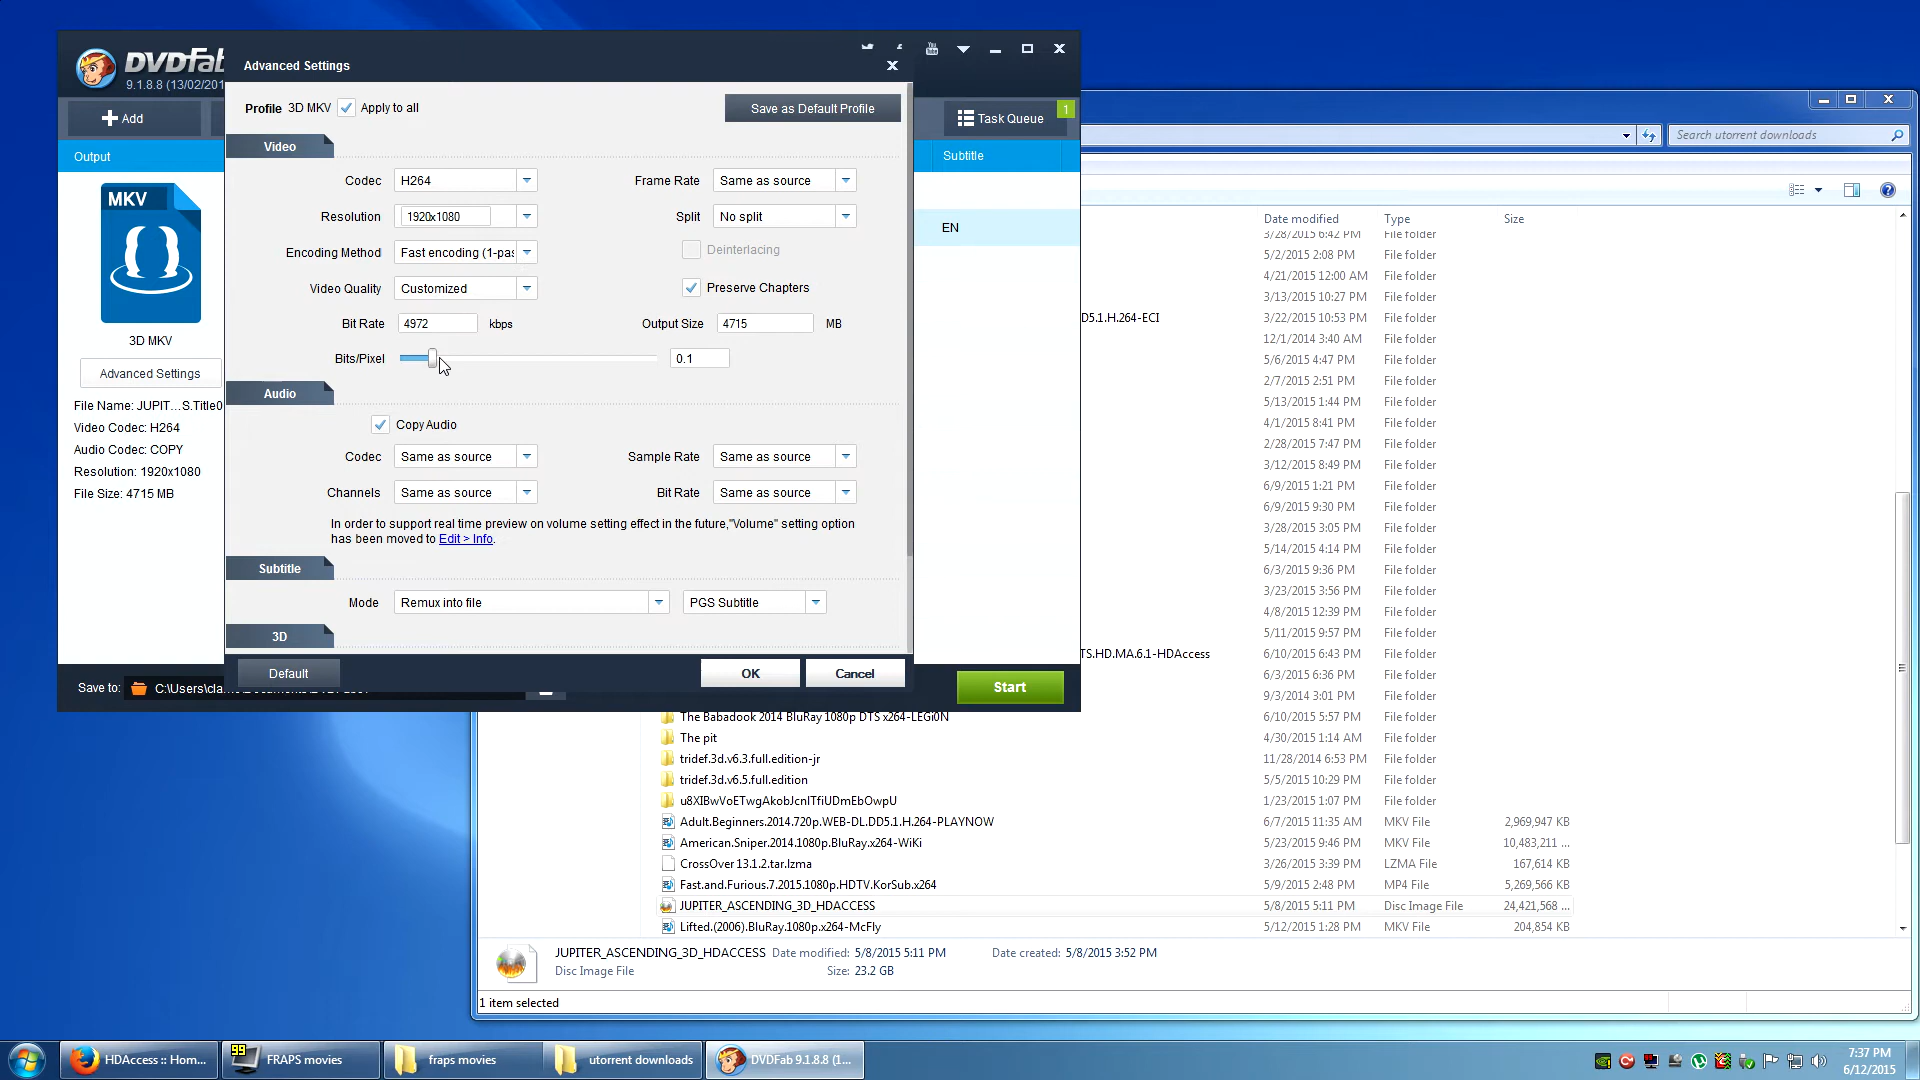 DVDFab
9.1.8.8 (13/02/201
Advanced Settings
Add
Task Queue
1
Output
Subtitle
EN
MKV
3D MKV
Advanced Settings
File Name: JUPIT...S.Title0
Video Codec: H264
Audio Codec: COPY
Resolution: 1920x1080
File Size: 4715 MB
Save to:
Start
Profile 3D MKV Apply to all
Save as Default Profile
Video
Codec H264 Frame Rate Same as source
Resolution 1920x1080 Split No split
Encoding Method Fast encoding (1-pas Deinterlacing
Video Quality Customized Preserve Chapters
Bit Rate 4972 kbps Output Size 4715 MB
Bits/Pixel 0.1
Audio
Copy Audio
Codec Same as source Sample Rate Same as source
Channels Same as source Bit Rate Same as source
In order to support real time preview on volume setting effect in the future,"Volume" setting option
has been moved to Edit > Info.
Subtitle
Mode Remux into file PGS Subtitle
3D
Default
OK
Cancel
Search utorrent downloads
Date modified Type Size
3/28/2015 6:42 PM File folder
5/2/2015 2:08 PM File folder
4/21/2015 12:00 AM File folder
3/13/2015 10:27 PM File folder
D5.1.H.264-ECI 3/22/2015 10:53 PM File folder
12/1/2014 3:40 AM File folder
5/6/2015 4:47 PM File folder
2/7/2015 2:51 PM File folder
5/13/2015 1:44 PM File folder
4/1/2015 8:41 PM File folder
2/28/2015 7:47 PM File folder
3/12/2015 8:49 PM File folder
6/9/2015 1:21 PM File folder
6/9/2015 9:30 PM File folder
3/28/2015 3:05 PM File folder
5/14/2015 4:14 PM File folder
6/3/2015 9:36 PM File folder
3/23/2015 3:56 PM File folder
4/8/2015 12:39 PM File folder
5/11/2015 9:57 PM File folder
TS.HD.MA.6.1-HDAccess 6/10/2015 6:43 PM File folder
6/3/2015 6:36 PM File folder
9/3/2014 3:01 PM File folder
The Babadook 2014 BluRay 1080p DTS x264-LEGi0N 6/10/2015 5:57 PM File folder
The pit 4/30/2015 1:14 AM File folder
tridef.3d.v6.3.full.edition-jr 11/28/2014 6:53 PM File folder
tridef.3d.v6.5.full.edition 5/5/2015 10:29 PM File folder
u8XIBwVoETwgAkobJcnITfiUDmEbOwpU 1/23/2015 1:07 PM File folder
Adult.Beginners.2014.720p.WEB-DL.DD5.1.H.264-PLAYNOW 6/7/2015 11:35 AM MKV File 2,969,947 KB
American.Sniper.2014.1080p.BluRay.x264-WiKi 5/23/2015 9:46 PM MKV File 10,483,211 ...
CrossOver 13.1.2.tar.lzma 3/26/2015 3:39 PM LZMA File 167,614 KB
Fast.and.Furious.7.2015.1080p.HDTV.KorSub.x264 5/9/2015 2:48 PM MP4 File 5,269,566 KB
JUPITER_ASCENDING_3D_HDACCESS 5/8/2015 5:11 PM Disc Image File 24,421,568 ...
Lifted.(2006).BluRay.1080p.x264-McFly 5/12/2015 1:28 PM MKV File 204,854 KB
JUPITER_ASCENDING_3D_HDACCESS Date modified: 5/8/2015 5:11 PM Date created: 5/8/2015 3:52 PM
Disc Image File Size: 23.2 GB
1 item selected
HDAccess :: Hom...
99
FRAPS movies
fraps movies
utorrent downloads
DVDFab 9.1.8.8 (1...
7:37 PM
6/12/2015